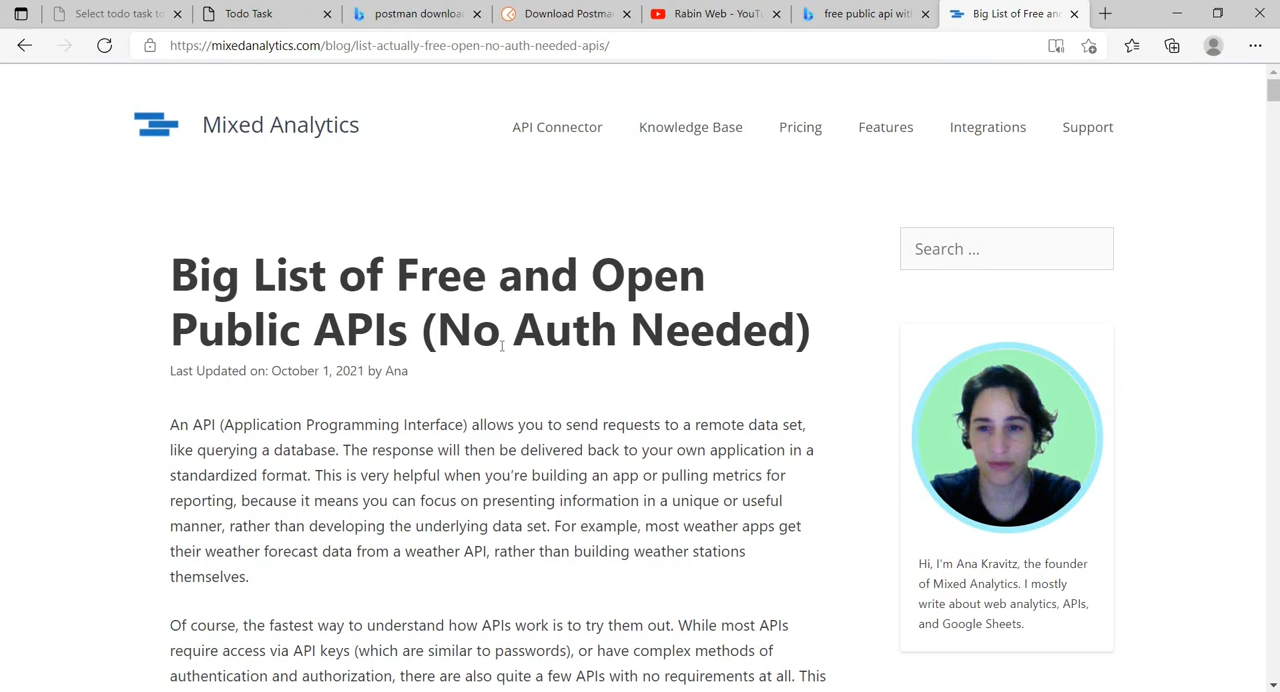 Select todo task to
Todo Task
postman downloa
Download Postma
Rabin Web - YouTu
free public api with
Big List of Free and
https://mixedanalytics.com/blog/list-actually-free-open-no-auth-needed-apis/
Mixed Analytics
API Connector
Knowledge Base
Pricing
Features
Integrations
Support
Search ...
Big List of Free and Open
Public APIs (No Auth Needed)
Last Updated on: October 1, 2021 by Ana
An API (Application Programming Interface) allows you to send requests to a remote data set,
like querying a database. The response will then be delivered back to your own application in a
standardized format. This is very helpful when you’re building an app or pulling metrics for
reporting, because it means you can focus on presenting information in a unique or useful
manner, rather than developing the underlying data set. For example, most weather apps get
their weather forecast data from a weather API, rather than building weather stations
themselves.
Of course, the fastest way to understand how APIs work is to try them out. While most APIs
require access via API keys (which are similar to passwords), or have complex methods of
authentication and authorization, there are also quite a few APIs with no requirements at all. This
Hi, I'm Ana Kravitz, the founder
of Mixed Analytics. I mostly
write about web analytics, APIs,
and Google Sheets.